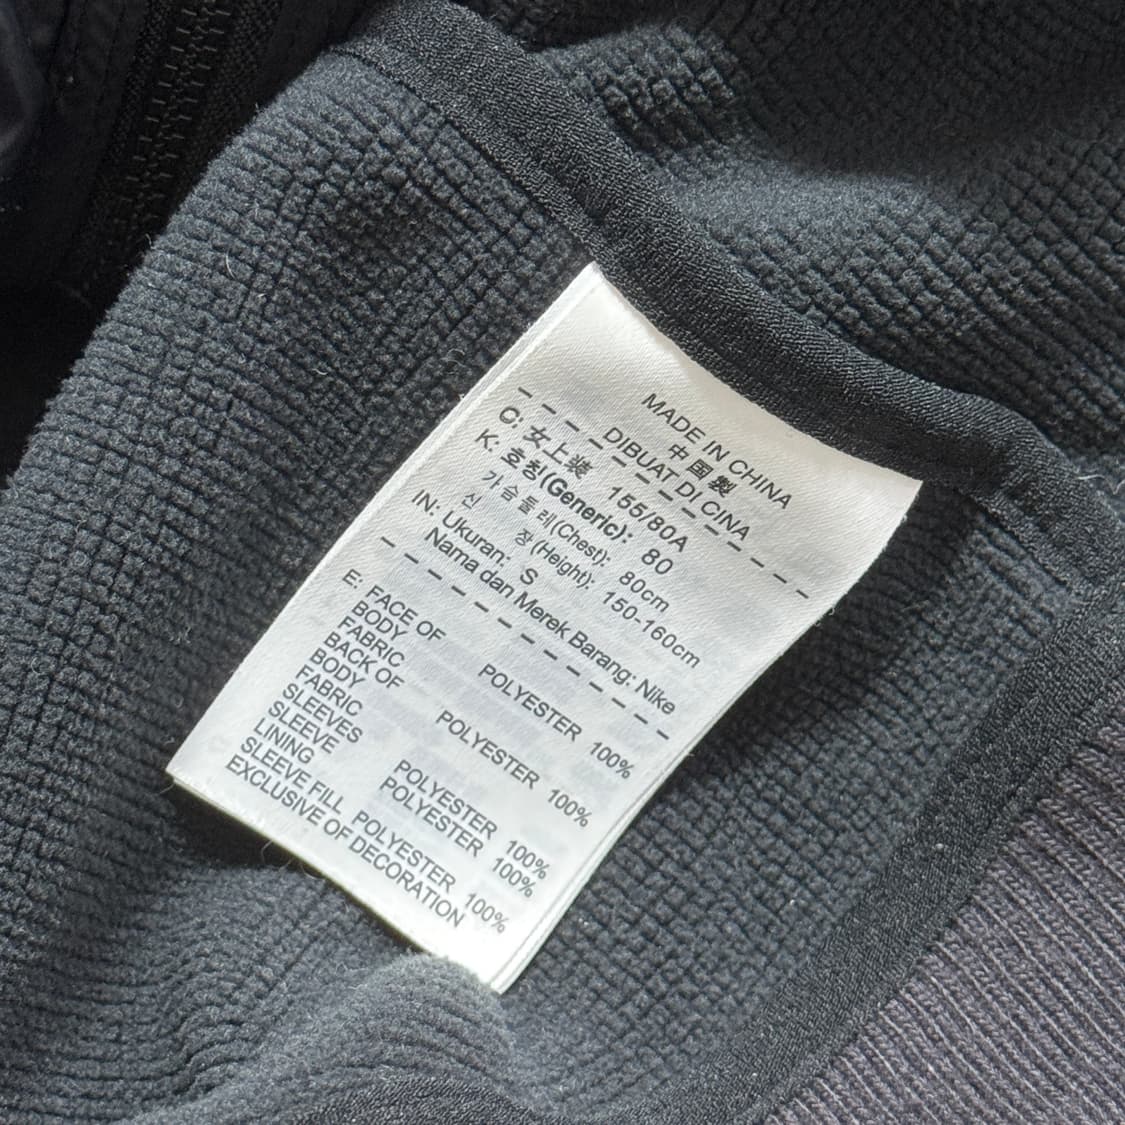 MADE IN CHINA
中国製
DIBUAT DI CINA
C: 女上装 155/80A
K: 호칭(Generic): 80
가슴둘레(Chest): 80cm
신 장(Height): 150-160cm
IN: Ukuran: S
Nama dan Merek Barang: Nike
E: FACE OF
BODY
FABRIC POLYESTER 100%
BACK OF
BODY
FABRIC POLYESTER 100%
SLEEVES POLYESTER 100%
SLEEVE
LINING POLYESTER 100%
SLEEVE FILL POLYESTER 100%
EXCLUSIVE OF DECORATION